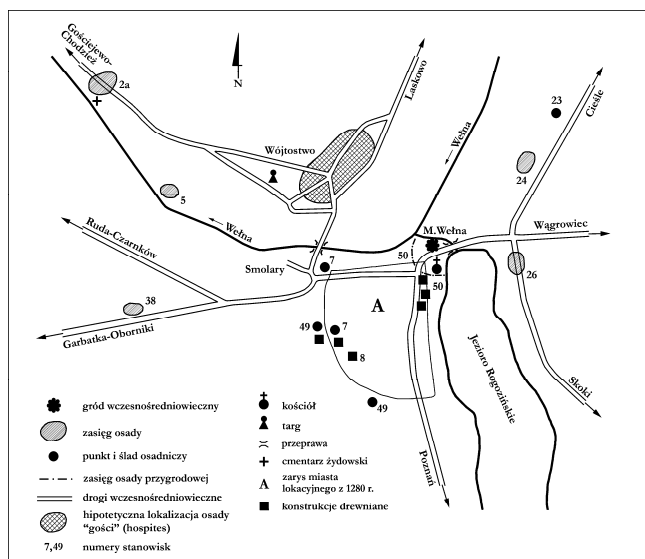 Gościejewo-
Chodzież
2a
N
Laskowo
23
Cieśle
Wójtostwo
←Wełna
24
5
Ruda-Czarnków
←Wełna
M.Wełna
Wągrowiec
50
Smolary
7
50
26
38
A
Garbatka-Oborniki
49
7
8
Jezioro Rogozińskie
49
Skoki
Poznań
gród wczesnośredniowieczny
zasięg osady
punkt i ślad osadniczy
zasięg osady przygrodowej
drogi wczesnośredniowieczne
hipotetyczna lokalizacja osady
"gości" (hospites)
7,49 numery stanowisk
kościół
targ
przeprawa
cmentarz żydowski
A zarys miasta
lokacyjnego z 1280 r.
konstrukcje drewniane